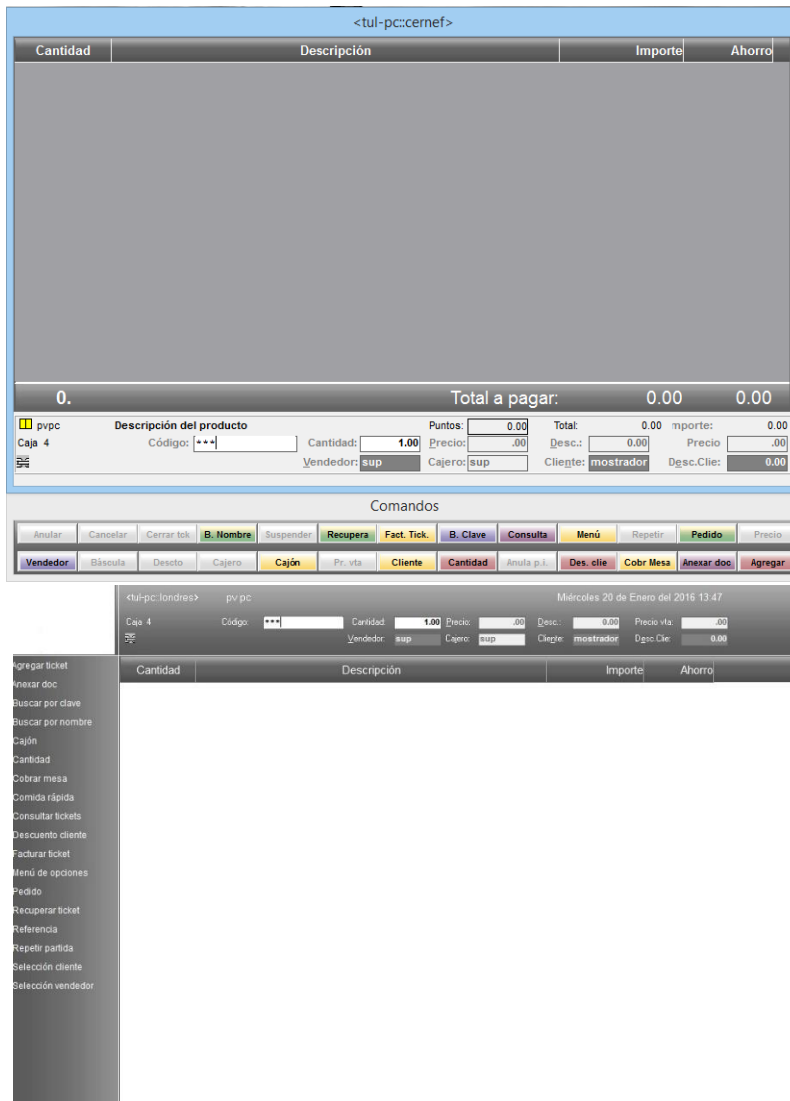 <tul-pc::cernef>
Cantidad Descripción Importe Ahorro
0. Total a pagar: 0.00 0.00
pvpc Descripción del producto Puntos: 0.00 Total: 0.00 mporte: 0.00
Caja 4 Código: *** Cantidad: 1.00 Precio: .00 Desc.: 0.00 Precio .00
Vendedor: sup Cajero: sup Cliente: mostrador Desc.Clie: 0.00
Comandos
Anular Cancelar Cerrar tck B. Nombre Suspender Recupera Fact. Tick. B. Clave Consulta Menú Repetir Pedido Precio
Vendedor Báscula Descto Cajero Cajón Pr. vta Cliente Cantidad Anula p.i. Des. clie Cobr Mesa Anexar doc Agregar
<tul-pc::londres> pv pc Miércoles 20 de Enero del 2016 13:47
Caja 4 Código: *** Cantidad: 1.00 Precio: .00 Desc.: 0.00 Precio vta: .00
Vendedor: sup Cajero: sup Cliente: mostrador Desc.Clie: 0.00
Cantidad Descripción Importe Ahorro
Agregar ticket
Anexar doc
Buscar por clave
Buscar por nombre
Cajón
Cantidad
Cobrar mesa
Comida rápida
Consultar tickets
Descuento cliente
Facturar ticket
Menú de opciones
Pedido
Recuperar ticket
Referencia
Repetir partida
Selección cliente
Selección vendedor